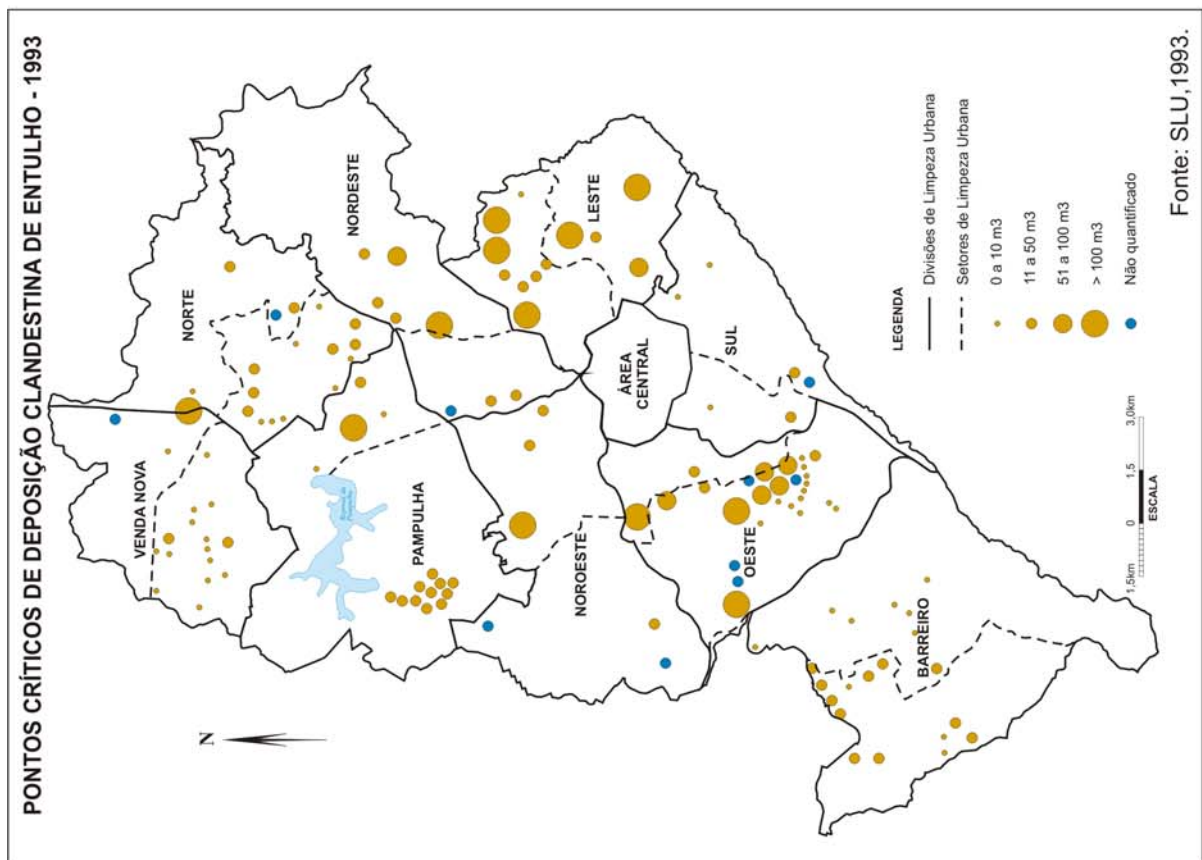 PONTOS CRÍTICOS DE DEPOSIÇÃO CLANDESTINA DE ENTULHO - 1993
N
VENDA NOVA
NORTE
NORDESTE
PAMPULHA
NOROESTE
LESTE
ÁREA
CENTRAL
OESTE
SUL
BARREIRO
LEGENDA
Divisões de Limpeza Urbana
Setores de Limpeza Urbana
0 a 10 m3
11 a 50 m3
51 a 100 m3
> 100 m3
Não quantificado
1,5km 0 1,5 3,0km
ESCALA
Fonte: SLU,1993.